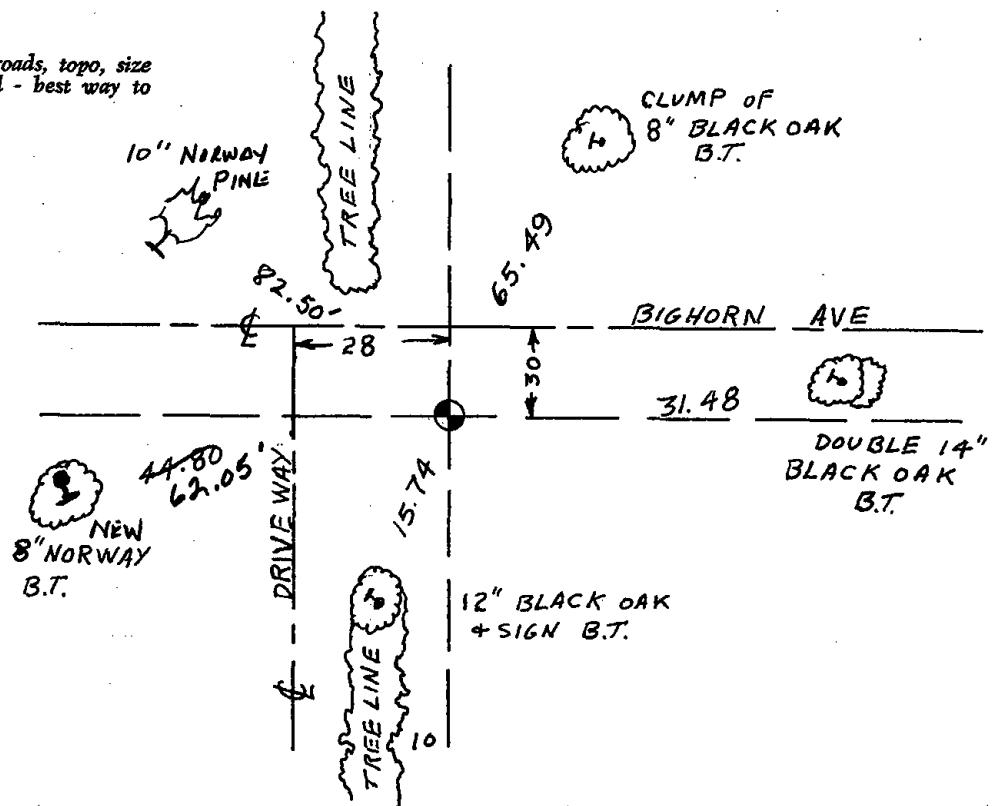 roads, topo, size
l - best way to
CLUMP OF
8" BLACK OAK
B.T.
10" NORWAY
PINE
TREE LINE
65.49
82.50'
℄
28
BIGHORN AVE
30
31.48
44.80
62.05'
DOUBLE 14"
BLACK OAK
B.T.
NEW
8" NORWAY
B.T.
DRIVEWAY
15.74
12" BLACK OAK
+ SIGN B.T.
℄
TREE LINE
10